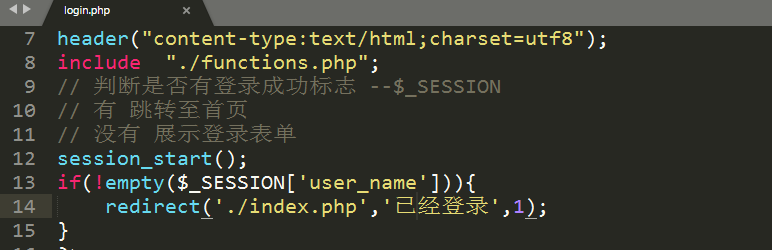 login.php
7 header("content-type:text/html;charset=utf8");
8 include  "./functions.php";
9 // 判断是否有登录成功标志 --$_SESSION
10 // 有 跳转至首页
11 // 没有 展示登录表单
12 session_start();
13 if(!empty($_SESSION['user_name'])){
14     redirect('./index.php','已经登录',1);
15 }